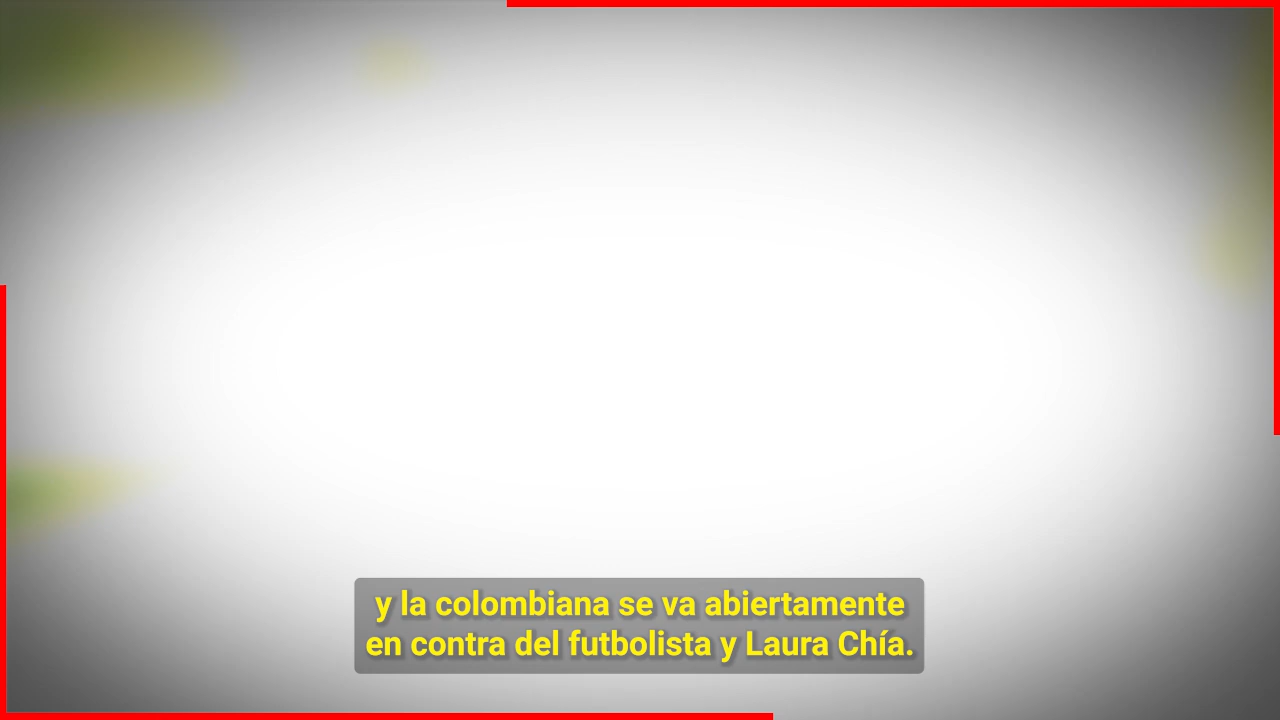 y la colombiana se va abiertamente
en contra del futbolista y Laura Chía.